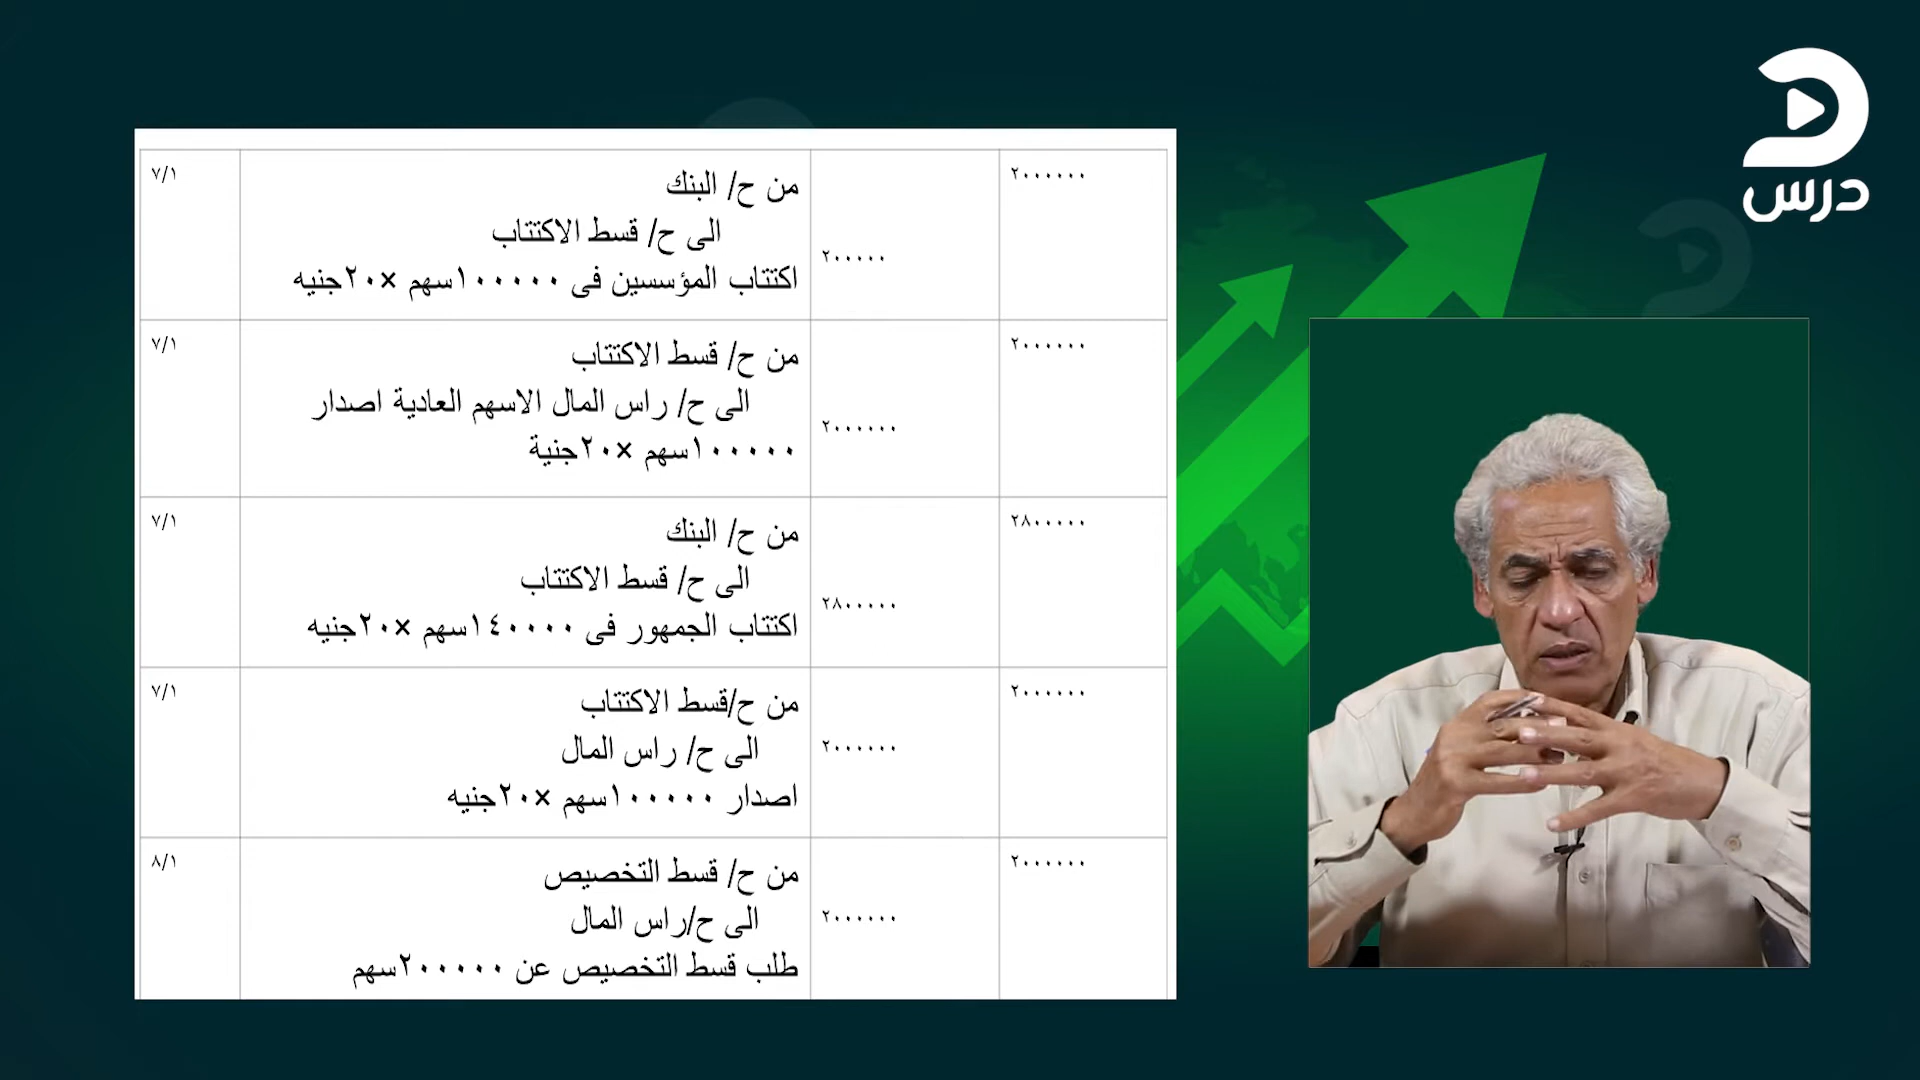 درس
٢٠٠٠٠٠٠
من ح/ البنك
٧/١
الى ح/ قسط الاكتتاب
٢٠٠٠٠٠
اكتتاب المؤسسين فى ١٠٠٠٠٠سهم ×٢٠جنيه
٢٠٠٠٠٠٠
من ح/ قسط الاكتتاب
٧/١
الى ح/ راس المال الاسهم العادية اصدار
٢٠٠٠٠٠٠
١٠٠٠٠٠سهم ×٢٠جنية
٢٨٠٠٠٠٠
من ح/ البنك
٧/١
الى ح/ قسط الاكتتاب
٢٨٠٠٠٠٠
اكتتاب الجمهور فى ١٤٠٠٠٠سهم ×٢٠جنيه
٢٠٠٠٠٠٠
من ح/قسط الاكتتاب
٧/١
الى ح/ راس المال
٢٠٠٠٠٠٠
اصدار ١٠٠٠٠٠سهم ×٢٠جنيه
٢٠٠٠٠٠٠
من ح/ قسط التخصيص
٨/١
الى ح/راس المال
٢٠٠٠٠٠٠
طلب قسط التخصيص عن ٢٠٠٠٠٠سهم